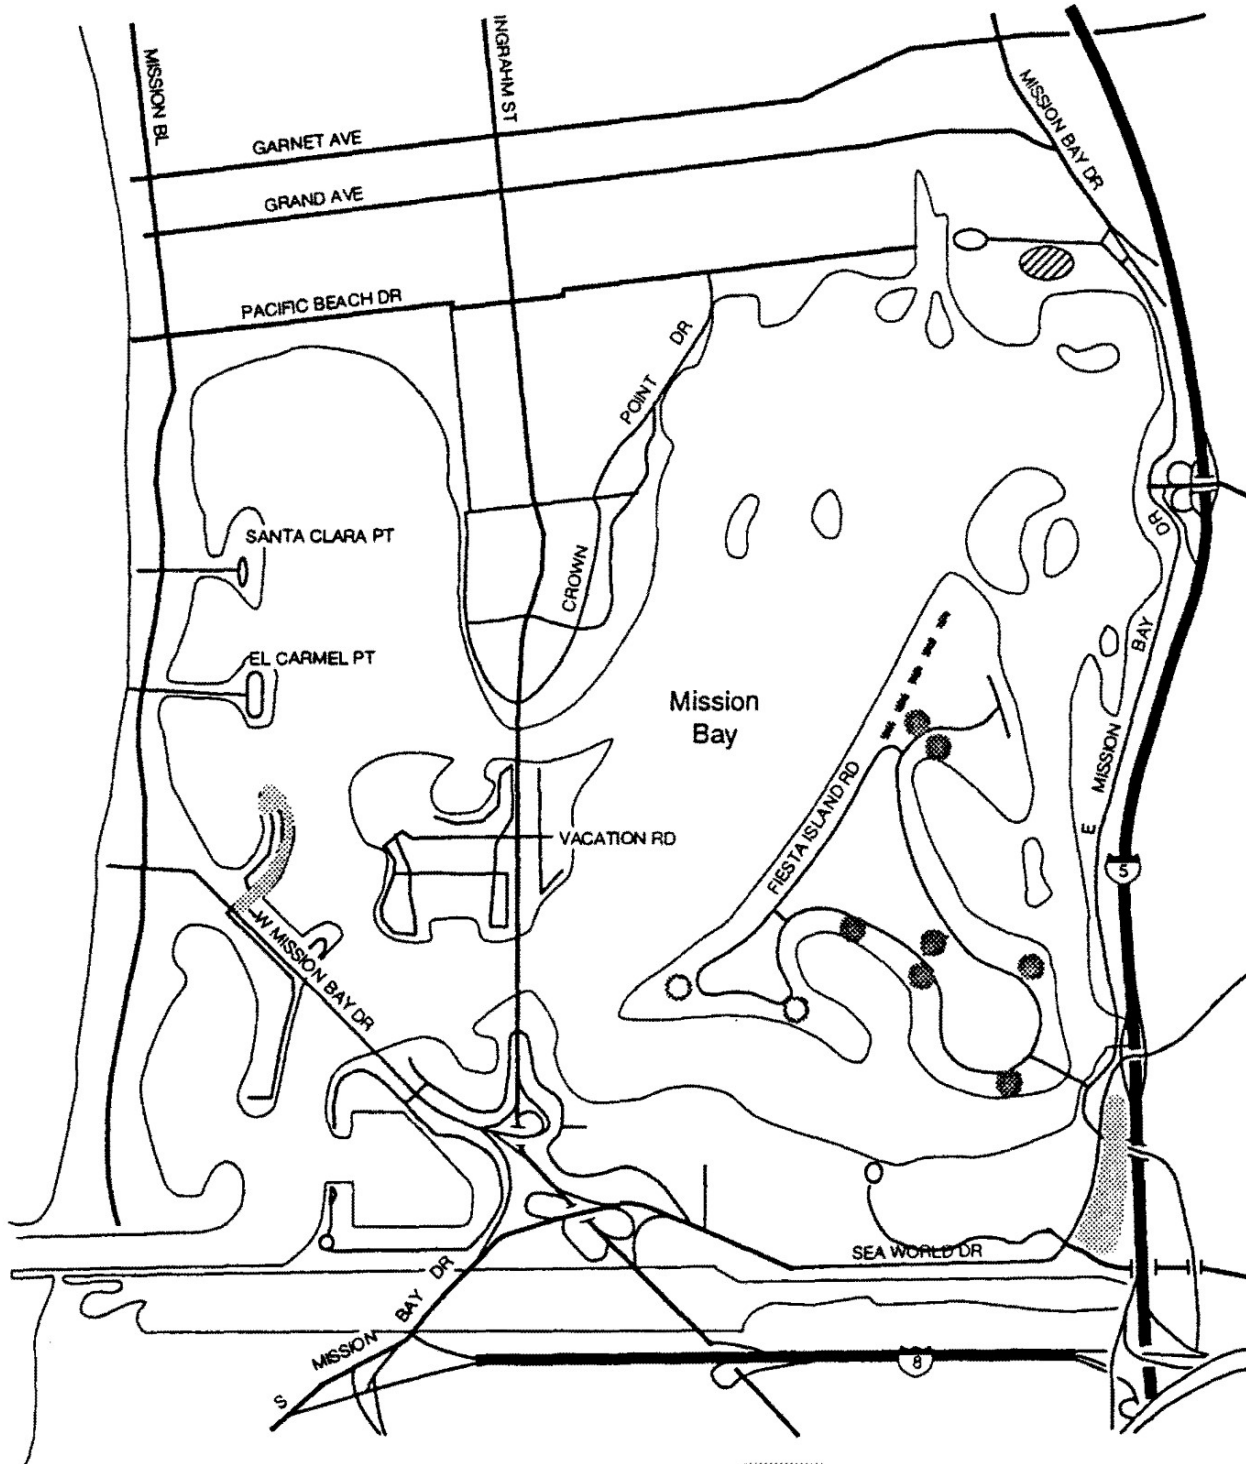 MISSION BL
INGRAHM ST
GARNET AVE
MISSION BAY DR
GRAND AVE
PACIFIC BEACH DR
POINT
DR
SANTA CLARA PT
CROWN
DR
EL CARMEL PT
BAY
Mission
Bay
MISSION
E
FIESTA ISLAND RD
VACATION RD
5
W MISSION BAY DR
SEA WORLD DR
DR
BAY
MISSION
S
8